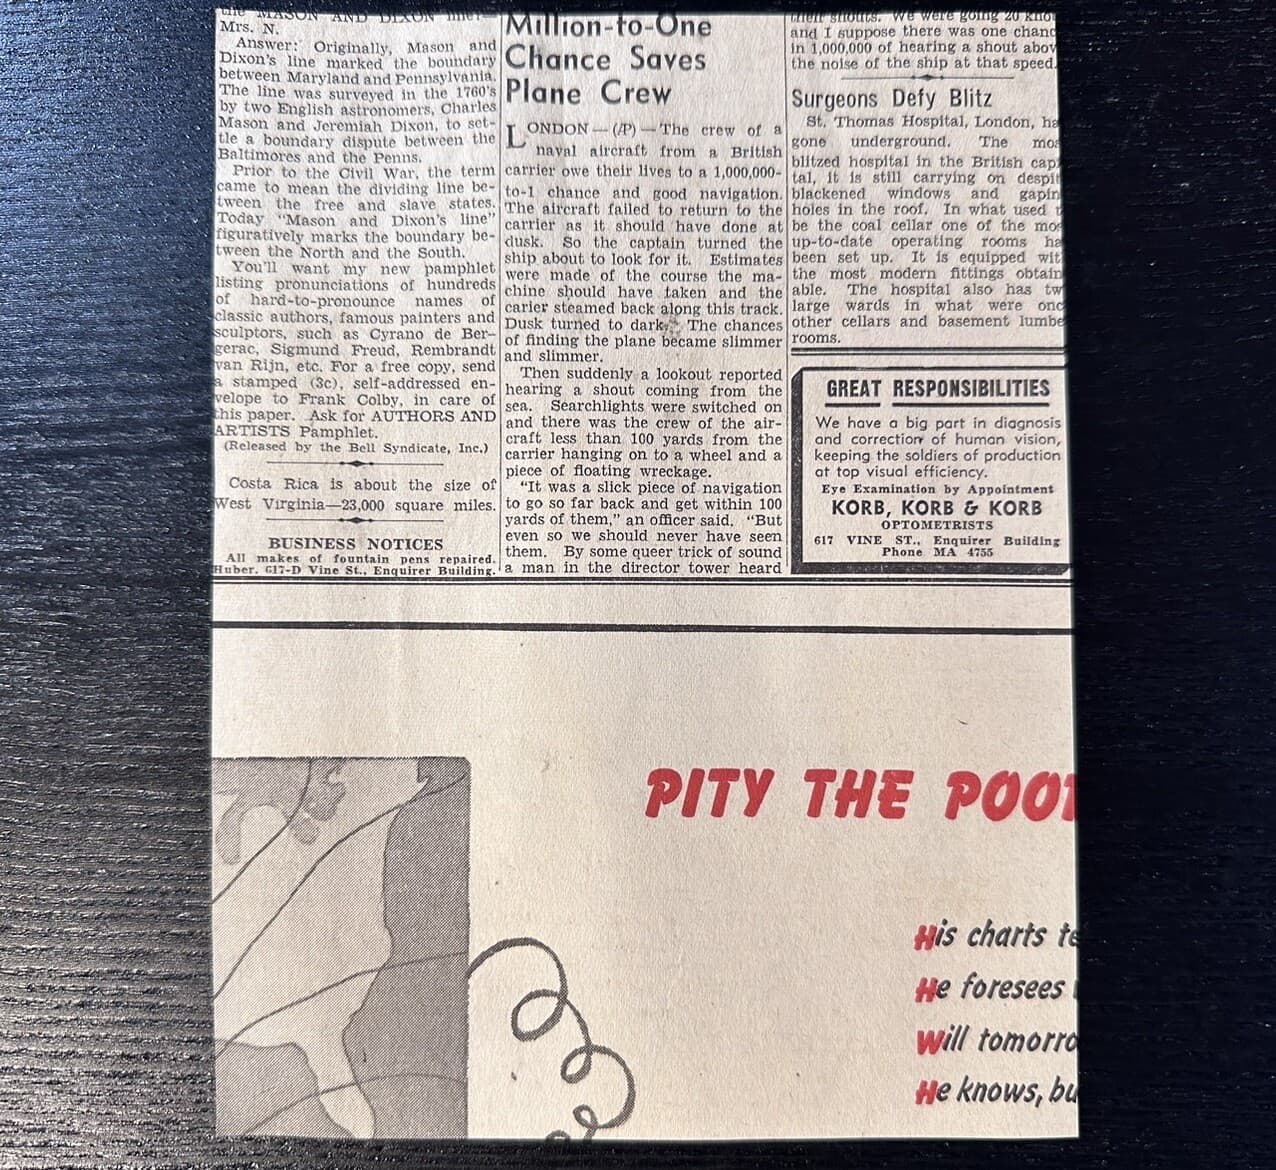 the MASON AND DIXON line?—
Mrs. N.
Answer: Originally, Mason and
Dixon's line marked the boundary
between Maryland and Pennsylvania.
The line was surveyed in the 1760's
by two English astronomers, Charles
Mason and Jeremiah Dixon, to set-
tle a boundary dispute between the
Baltimores and the Penns.
Prior to the Civil War, the term
came to mean the dividing line be-
tween the free and slave states.
Today "Mason and Dixon's line"
figuratively marks the boundary be-
tween the North and the South.
You'll want my new pamphlet
listing pronunciations of hundreds
of hard-to-pronounce names of
classic authors, famous painters and
sculptors, such as Cyrano de Ber-
gerac, Sigmund Freud, Rembrandt
van Rijn, etc. For a free copy, send
a stamped (3c), self-addressed en-
velope to Frank Colby, in care of
this paper. Ask for AUTHORS AND
ARTISTS Pamphlet.
(Released by the Bell Syndicate, Inc.)
Costa Rica is about the size of
West Virginia—23,000 square miles.
BUSINESS NOTICES
All makes of fountain pens repaired.
Huber. 617-D Vine St., Enquirer Building.
Million-to-One
Chance Saves
Plane Crew
LONDON—(AP)—The crew of a
naval aircraft from a British
carrier owe their lives to a 1,000,000-
to-1 chance and good navigation.
The aircraft failed to return to the
carrier as it should have done at
dusk. So the captain turned the
ship about to look for it. Estimates
were made of the course the ma-
chine should have taken and the
carier steamed back along this track.
Dusk turned to dark. The chances
of finding the plane became slimmer
and slimmer.
Then suddenly a lookout reported
hearing a shout coming from the
sea. Searchlights were switched on
and there was the crew of the air-
craft less than 100 yards from the
carrier hanging on to a wheel and a
piece of floating wreckage.
"It was a slick piece of navigation
to go so far back and get within 100
yards of them," an officer said. "But
even so we should never have seen
them. By some queer trick of sound
a man in the director tower heard
their shouts. We were going 20 kno
and I suppose there was one chanc
in 1,000,000 of hearing a shout abov
the noise of the ship at that speed.
Surgeons Defy Blitz
St. Thomas Hospital, London, ha
gone underground. The mos
blitzed hospital in the British cap
tal, it is still carrying on despit
blackened windows and gapin
holes in the roof. In what used t
be the coal cellar one of the mos
up-to-date operating rooms ha
been set up. It is equipped wit
the most modern fittings obtain
able. The hospital also has tw
large wards in what were onc
other cellars and basement lumbe
rooms.
GREAT RESPONSIBILITIES
We have a big part in diagnosis
and correction of human vision,
keeping the soldiers of production
at top visual efficiency.
Eye Examination by Appointment
KORB, KORB & KORB
OPTOMETRISTS
617 VINE ST., Enquirer Building
Phone MA 4755
PITY THE POO
His charts te
He foresees
Will tomorro
He knows, bu